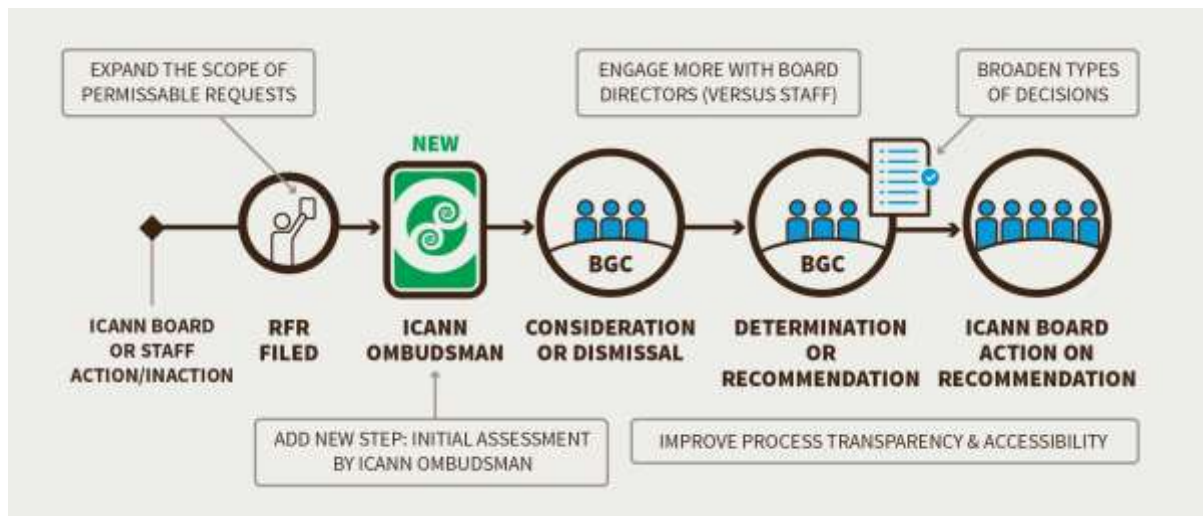 EXPAND THE SCOPE OF
PERMISSABLE REQUESTS
ENGAGE MORE WITH BOARD
DIRECTORS (VERSUS STAFF)
BROADEN TYPES
OF DECISIONS
NEW
BGC
BGC
ICANN BOARD
OR STAFF
ACTION/INACTION
RFR
FILED
ICANN
OMBUDSMAN
CONSIDERATION
OR DISMISSAL
DETERMINATION
OR
RECOMMENDATION
ICANN BOARD
ACTION ON
RECOMMENDATION
ADD NEW STEP: INITIAL ASSESSMENT
BY ICANN OMBUDSMAN
IMPROVE PROCESS TRANSPARENCY & ACCESSIBILITY